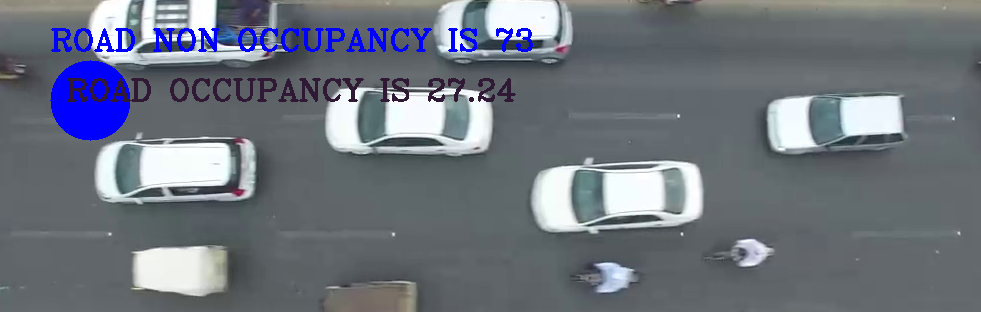 ROAD NON OCCUPANCY IS 73
ROAD OCCUPANCY IS 27.24